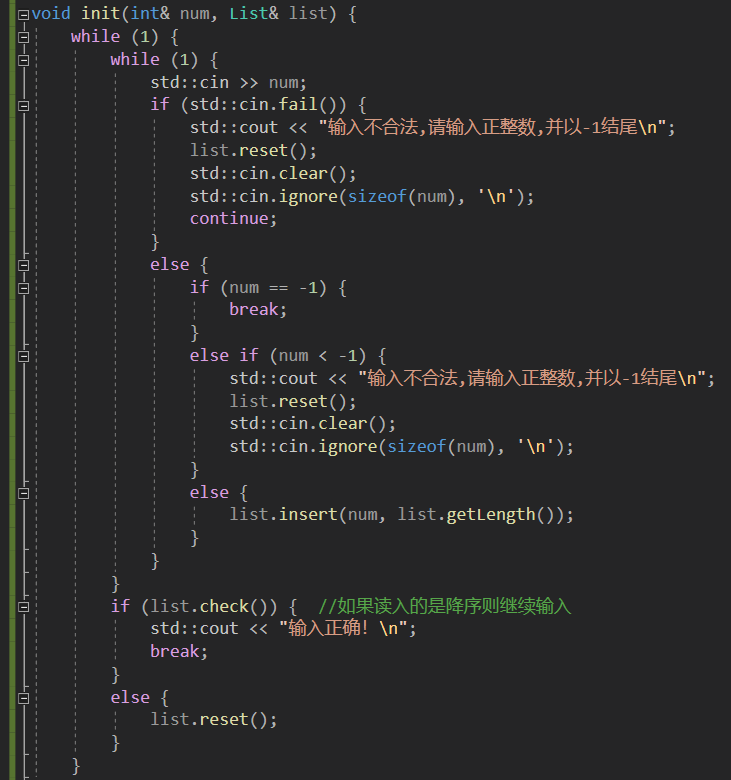 void init(int& num, List& list) {
    while (1) {
        while (1) {
            std::cin >> num;
            if (std::cin.fail()) {
                std::cout << "输入不合法,请输入正整数,并以-1结尾\n";
                list.reset();
                std::cin.clear();
                std::cin.ignore(sizeof(num), '\n');
                continue;
            }
            else {
                if (num == -1) {
                    break;
                }
                else if (num < -1) {
                    std::cout << "输入不合法,请输入正整数,并以-1结尾\n";
                    list.reset();
                    std::cin.clear();
                    std::cin.ignore(sizeof(num), '\n');
                }
                else {
                    list.insert(num, list.getLength());
                }
            }
        }
        if (list.check()) {  //如果读入的是降序则继续输入
            std::cout << "输入正确！\n";
            break;
        }
        else {
            list.reset();
        }
    }